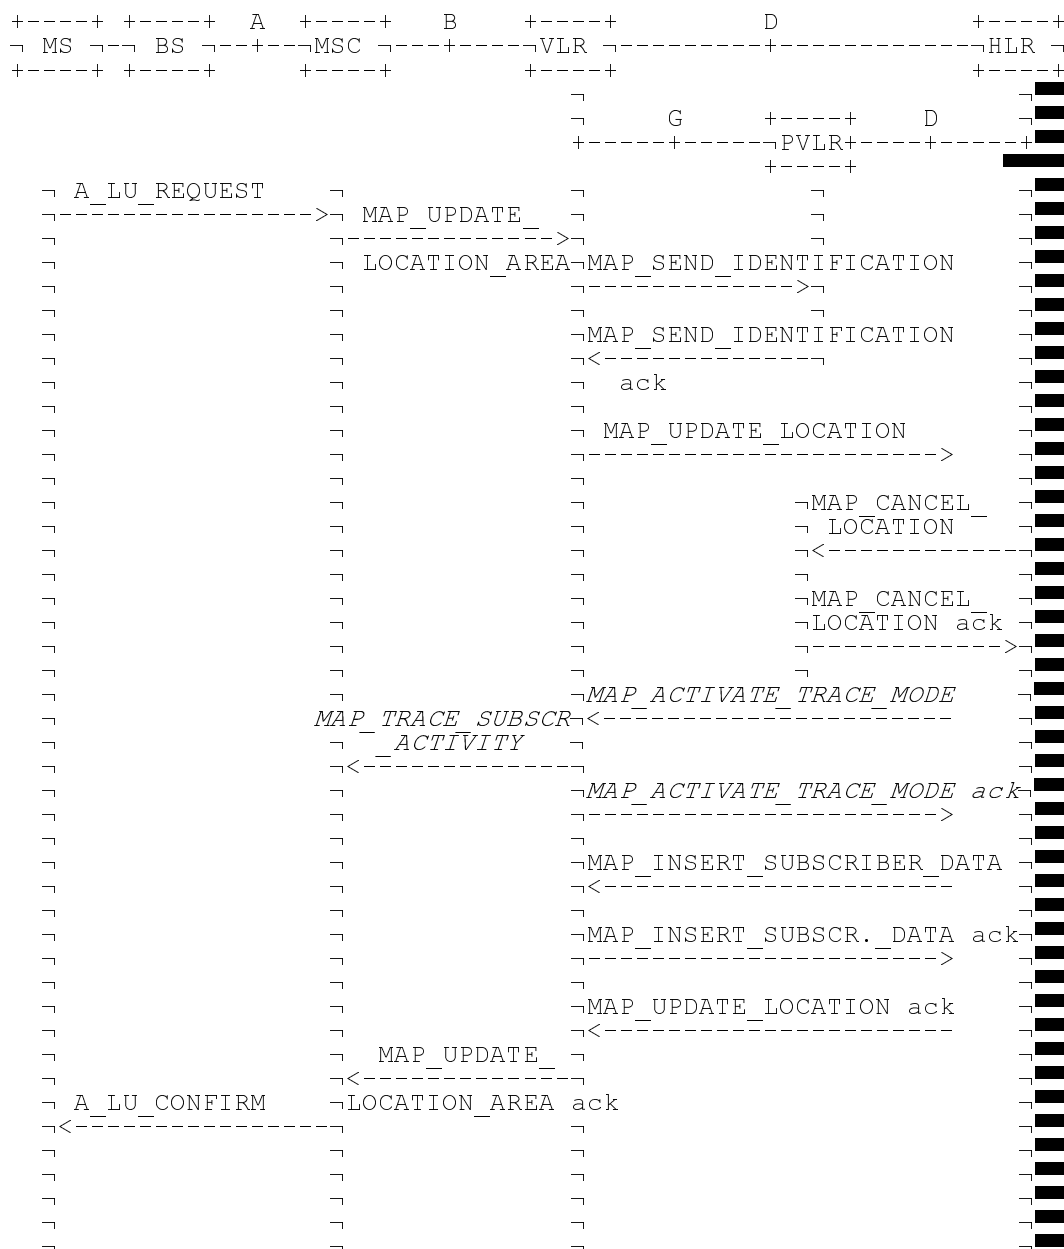 A B D
MS BS MSC VLR HLR
G D
PVLR
A_LU_REQUEST
MAP_UPDATE_
LOCATION_AREA MAP_SEND_IDENTIFICATION
MAP_SEND_IDENTIFICATION
ack
MAP_UPDATE_LOCATION
MAP_CANCEL_
LOCATION
MAP_CANCEL_
LOCATION ack
MAP_ACTIVATE_TRACE_MODE
MAP_TRACE_SUBSCR
_ACTIVITY
MAP_ACTIVATE_TRACE_MODE ack
MAP_INSERT_SUBSCRIBER_DATA
MAP_INSERT_SUBSCR._DATA ack
MAP_UPDATE_LOCATION ack
MAP_UPDATE_
A_LU_CONFIRM LOCATION_AREA ack